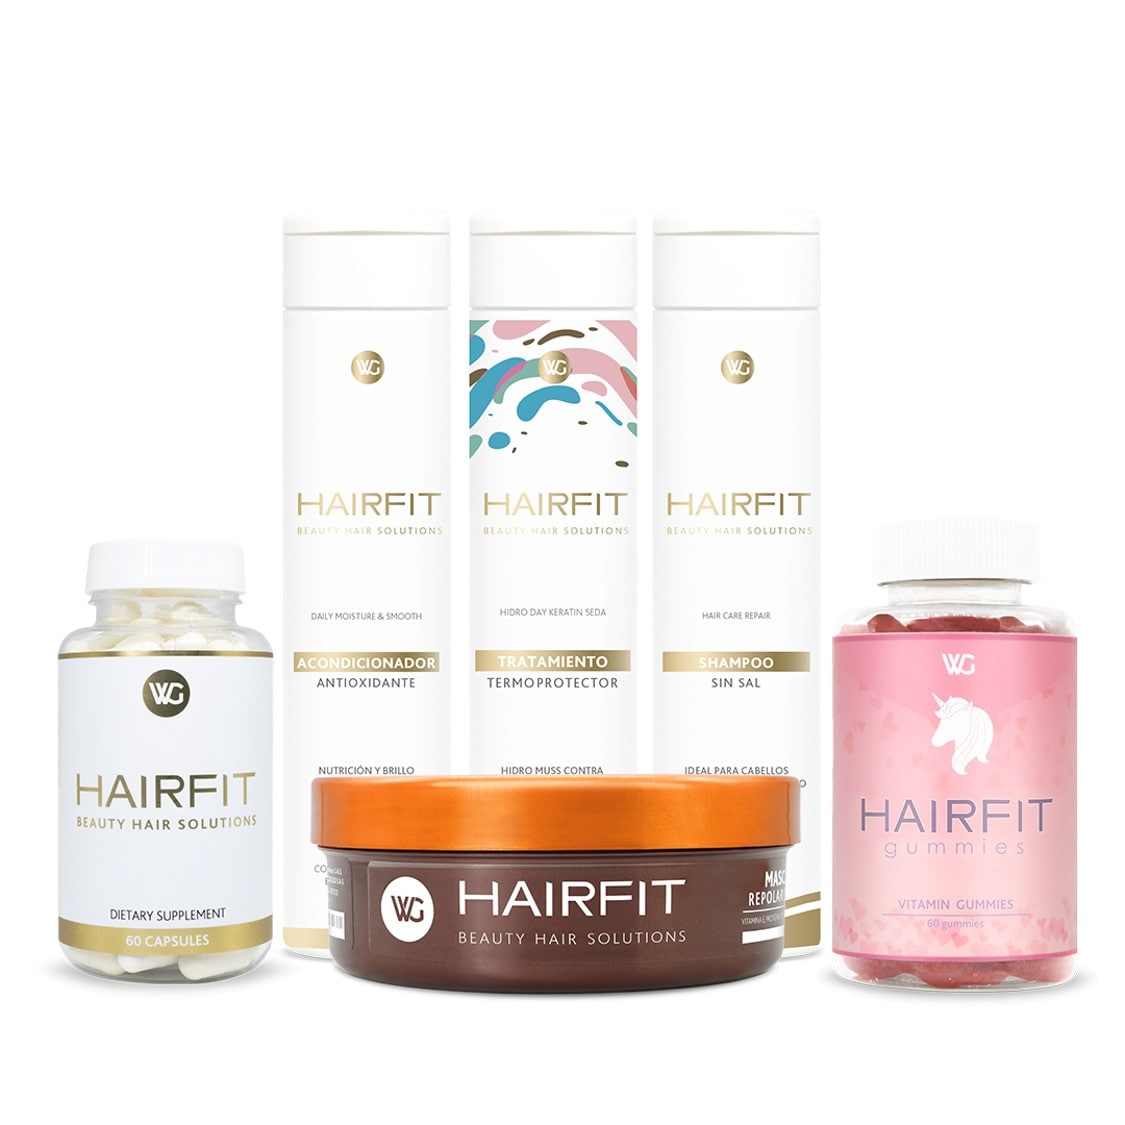 WG
HAIRFIT
BEAUTY HAIR SOLUTIONS
DAILY MOISTURE & SMOOTH
ACONDICIONADOR
ANTIOXIDANTE
NUTRICIÓN Y BRILLO
WG
HAIRFIT
BEAUTY HAIR SOLUTIONS
HIDRO DAY KERATIN SEDA
TRATAMIENTO
TERMOPROTECTOR
HIDRO MUSS CONTRA
WG
HAIRFIT
BEAUTY HAIR SOLUTIONS
HAIR CARE REPAIR
SHAMPOO
SIN SAL
IDEAL PARA CABELLOS
WG
HAIRFIT
BEAUTY HAIR SOLUTIONS
DIETARY SUPPLEMENT
60 CAPSULES
WG
HAIRFIT
BEAUTY HAIR SOLUTIONS
MASC
REPOLAR
WG
HAIRFIT
gummies
VITAMIN GUMMIES
60 gummies